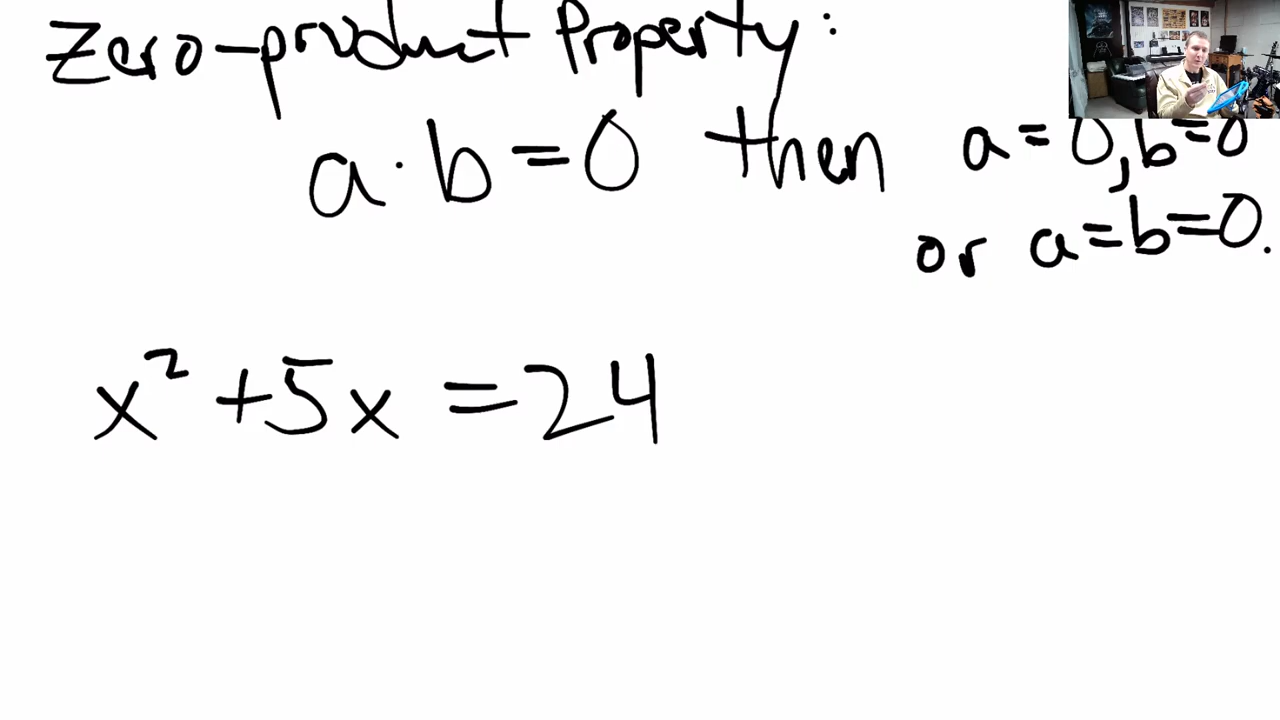 Zero-product Property:
a · b = 0 then a = 0, b = 0
or a = b = 0.
x² + 5x = 24